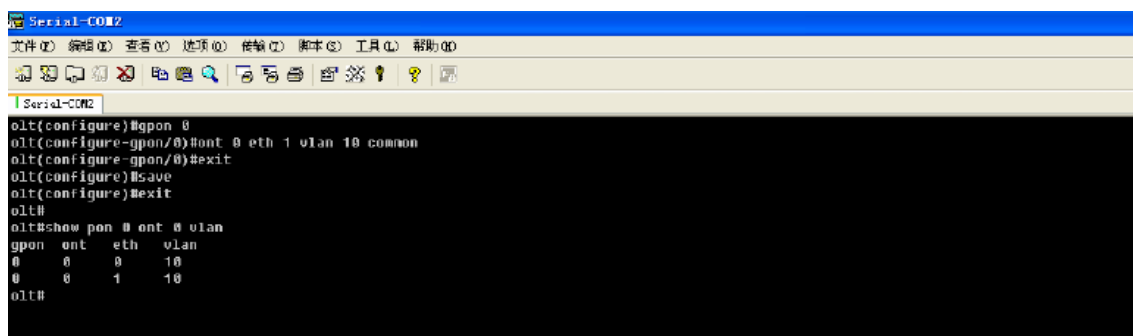 Serial-COM2
文件(F) 编辑(E) 查看(V) 选项(O) 传输(T) 脚本(S) 工具(L) 帮助(H)
Serial-COM2
olt(configure)#gpon 0
olt(configure-gpon/0)#ont 0 eth 1 vlan 10 common
olt(configure-gpon/0)#exit
olt(configure)#save
olt(configure)#exit
olt#
olt#show pon 0 ont 0 vlan
gpon ont eth vlan
0 0 0 10
0 0 1 10
olt#